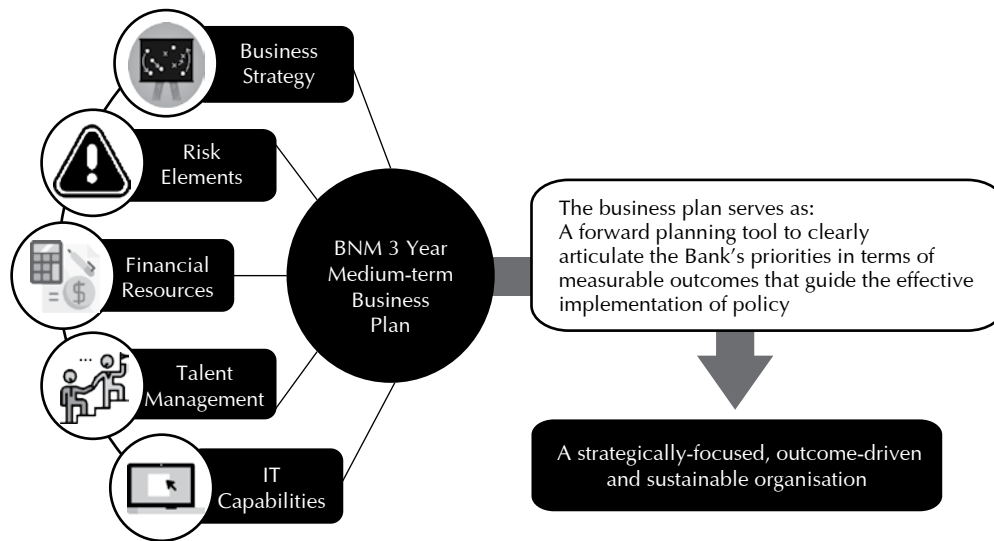 Business
Strategy
Risk
Elements
Financial
Resources
Talent
Management
IT
Capabilities
BNM 3 Year
Medium-term
Business
Plan
The business plan serves as:
A forward planning tool to clearly
articulate the Bank’s priorities in terms of
measurable outcomes that guide the effective
implementation of policy
A strategically-focused, outcome-driven
and sustainable organisation